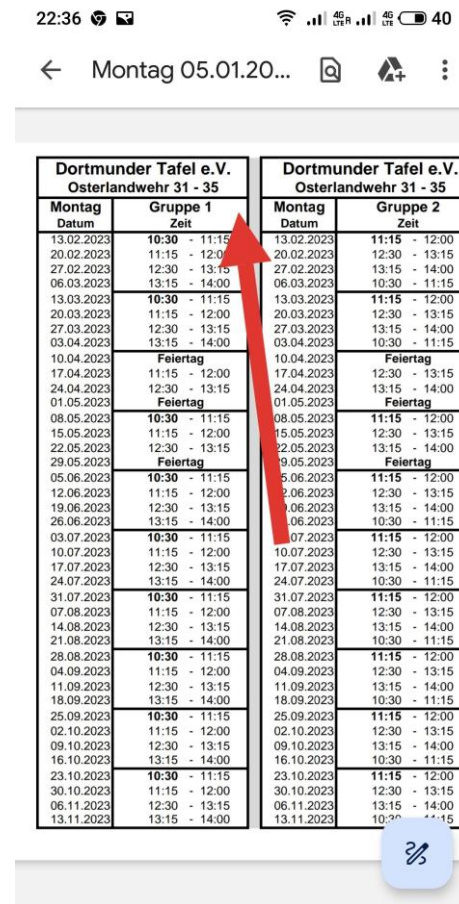 22:36 4G R LTE 4G LTE 40
Montag 05.01.20...
Dortmunder Tafel e.V. Dortmunder Tafel e.V.
Osterlandwehr 31 - 35 Osterlandwehr 31 - 35
Montag Gruppe 1 Montag Gruppe 2
Datum Zeit Datum Zeit
13.02.2023 10:30 - 11:15 13.02.2023 11:15 - 12:00
20.02.2023 11:15 - 20.02.2023 12:30 - 13:15
27.02.2023 12:30 - 13:15 27.02.2023 13:15 - 14:00
06.03.2023 13:15 - 14:00 06.03.2023 10:30 - 11:15
13.03.2023 10:30 - 11:15 13.03.2023 11:15 - 12:00
20.03.2023 11:15 - 12:00 20.03.2023 12:30 - 13:15
27.03.2023 12:30 - 13:15 27.03.2023 13:15 - 14:00
03.04.2023 13:15 - 14:00 03.04.2023 10:30 - 11:15
10.04.2023 Feiertag 10.04.2023 Feiertag
17.04.2023 11:15 - 12:00 17.04.2023 12:30 - 13:15
24.04.2023 12:30 - 13:15 24.04.2023 13:15 - 14:00
01.05.2023 Feiertag 01.05.2023 Feiertag
08.05.2023 10:30 - 11:15 08.05.2023 11:15 - 12:00
15.05.2023 11:15 - 12:00 15.05.2023 12:30 - 13:15
22.05.2023 12:30 - 13:15 22.05.2023 13:15 - 14:00
29.05.2023 Feiertag Feiertag
05.06.2023 10:30 - 11:15 11:15 - 12:00
12.06.2023 11:15 - 12:00 12:30 - 13:15
19.06.2023 12:30 - 13:15 13:15 - 14:00
26.06.2023 13:15 - 14:00 10:30 - 11:15
03.07.2023 10:30 - 11:15 11:15 - 12:00
10.07.2023 11:15 - 12:00 10.07.2023 12:30 - 13:15
17.07.2023 12:30 - 13:15 17.07.2023 13:15 - 14:00
24.07.2023 13:15 - 14:00 24.07.2023 10:30 - 11:15
31.07.2023 10:30 - 11:15 31.07.2023 11:15 - 12:00
07.08.2023 11:15 - 12:00 07.08.2023 12:30 - 13:15
14.08.2023 12:30 - 13:15 14.08.2023 13:15 - 14:00
21.08.2023 13:15 - 14:00 21.08.2023 10:30 - 11:15
28.08.2023 10:30 - 11:15 28.08.2023 11:15 - 12:00
04.09.2023 11:15 - 12:00 04.09.2023 12:30 - 13:15
11.09.2023 12:30 - 13:15 11.09.2023 13:15 - 14:00
18.09.2023 13:15 - 14:00 18.09.2023 10:30 - 11:15
25.09.2023 10:30 - 11:15 25.09.2023 11:15 - 12:00
02.10.2023 11:15 - 12:00 02.10.2023 12:30 - 13:15
09.10.2023 12:30 - 13:15 09.10.2023 13:15 - 14:00
16.10.2023 13:15 - 14:00 16.10.2023 10:30 - 11:15
23.10.2023 10:30 - 11:15 23.10.2023 11:15 - 12:00
30.10.2023 11:15 - 12:00 30.10.2023 12:30 - 13:15
06.11.2023 12:30 - 13:15 06.11.2023 13:15 - 14:00
13.11.2023 13:15 - 14:00 13.11.2023